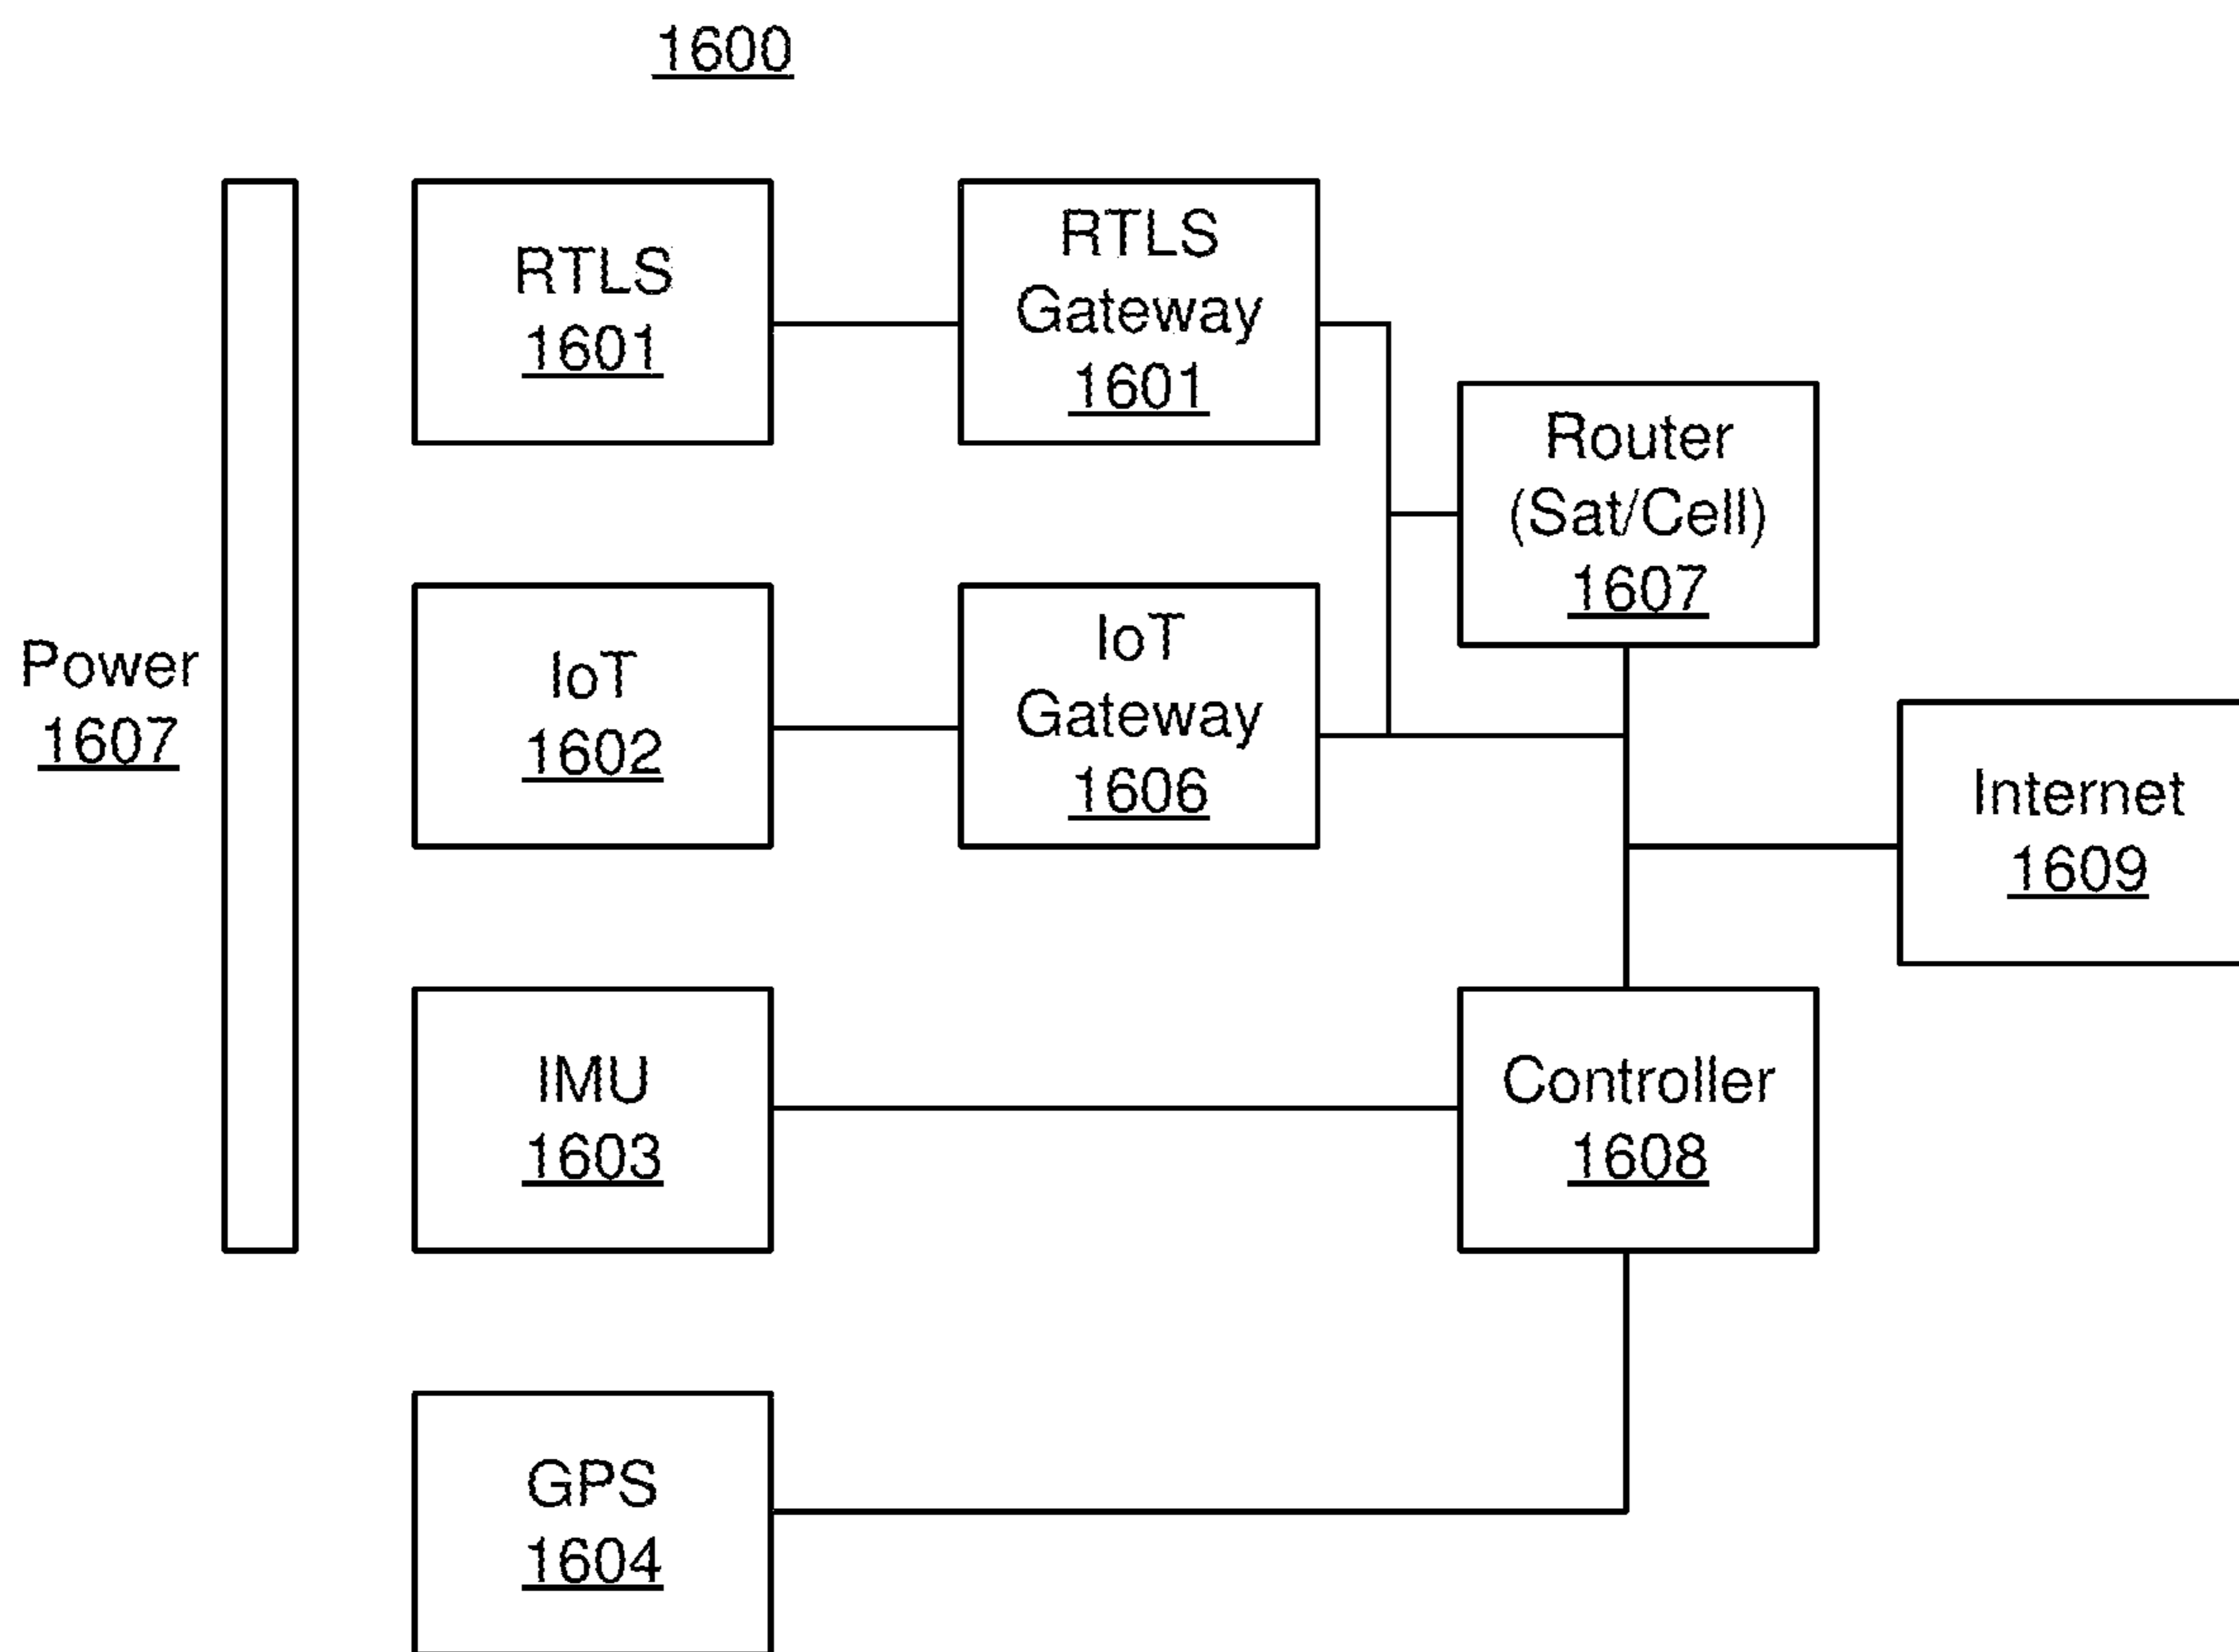 1600
RTLS
1601
RTLS
Gateway
1601
Router
(Sat/Cell)
1607
Power
1607
IoT
1602
IoT
Gateway
1606
Internet
1609
IMU
1603
Controller
1608
GPS
1604